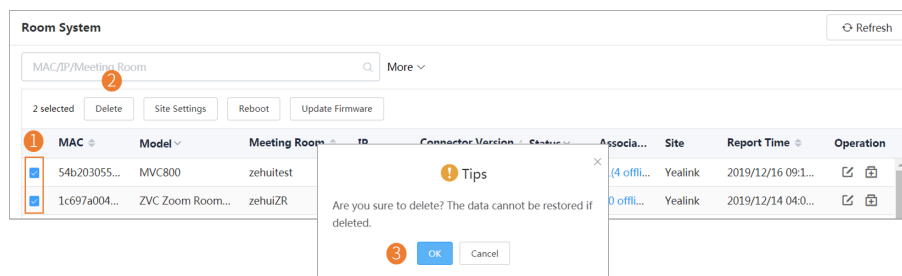 Room System
Refresh
MAC/IP/Meeting Room
More
2
2 selected Delete Site Settings Reboot Update Firmware
1
MAC Model Meeting Room IP Connector Version Status Associa... Site Report Time Operation
54b203055... MVC800 zehuitest (4 offli... Yealink 2019/12/16 09:1...
1c697a004... ZVC Zoom Room... zehuiZR 0 offli... Yealink 2019/12/14 04:0...
Tips
Are you sure to delete? The data cannot be restored if
deleted.
3 OK Cancel